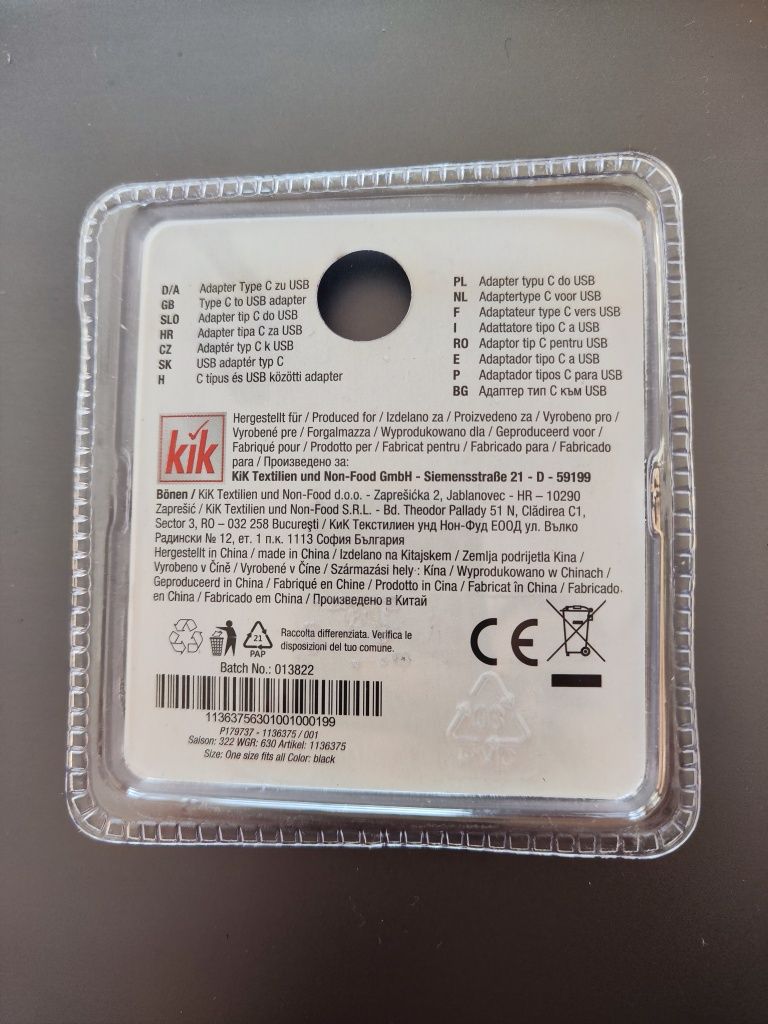 D/A Adapter Type C zu USB
GB Type C to USB adapter
SLO Adapter tip C do USB
HR Adapter tipa C za USB
CZ Adaptér typ C k USB
SK USB adaptér typ C
H C típus és USB közötti adapter
PL Adapter typu C do USB
NL Adaptertype C voor USB
F Adaptateur type C vers USB
I Adattatore tipo C a USB
RO Adaptor tip C pentru USB
E Adaptador tipo C a USB
P Adaptador tipos C para USB
BG Адаптер тип С към USB
kik
Hergestellt für / Produced for / Izdelano za / Proizvedeno za / Vyrobeno pro /
Vyrobené pre / Forgalmazza / Wyprodukowano dla / Geproduceerd voor /
Fabriqué pour / Prodotto per / Fabricat pentru / Fabricado para / Fabricado
para / Произведено за:
KiK Textilien und Non-Food GmbH - Siemensstraße 21 - D - 59199
Bönen / KiK Textilien und Non-Food d.o.o. - Zaprešićka 2, Jablanovec - HR – 10290
Zaprešić / KiK Textilien und Non-Food S.R.L. - Bd. Theodor Pallady 51 N, Clădirea C1,
Sector 3, RO – 032 258 Bucureşti / КиК Текстилиен унд Нон-Фуд ЕООД ул. Вълко
Радински № 12, ет. 1 п.к. 1113 София България
Hergestellt in China / made in China / Izdelano na Kitajskem / Zemlja podrijetla Kina /
Vyrobeno v Číně / Vyrobené v Číne / Származási hely: Kína / Wyprodukowano w Chinach /
Geproduceerd in China / Fabriqué en Chine / Prodotto in Cina / Fabricat în China / Fabricado
en China / Fabricado em China / Произведено в Китай
21
PAP
Raccolta differenziata. Verifica le
disposizioni del tuo comune.
CE
Batch No.: 013822
11363756301001000199
P179737 - 1136375 / 001
Saison: 322 WGR: 630 Artikel: 1136375
Size: One size fits all Color: black